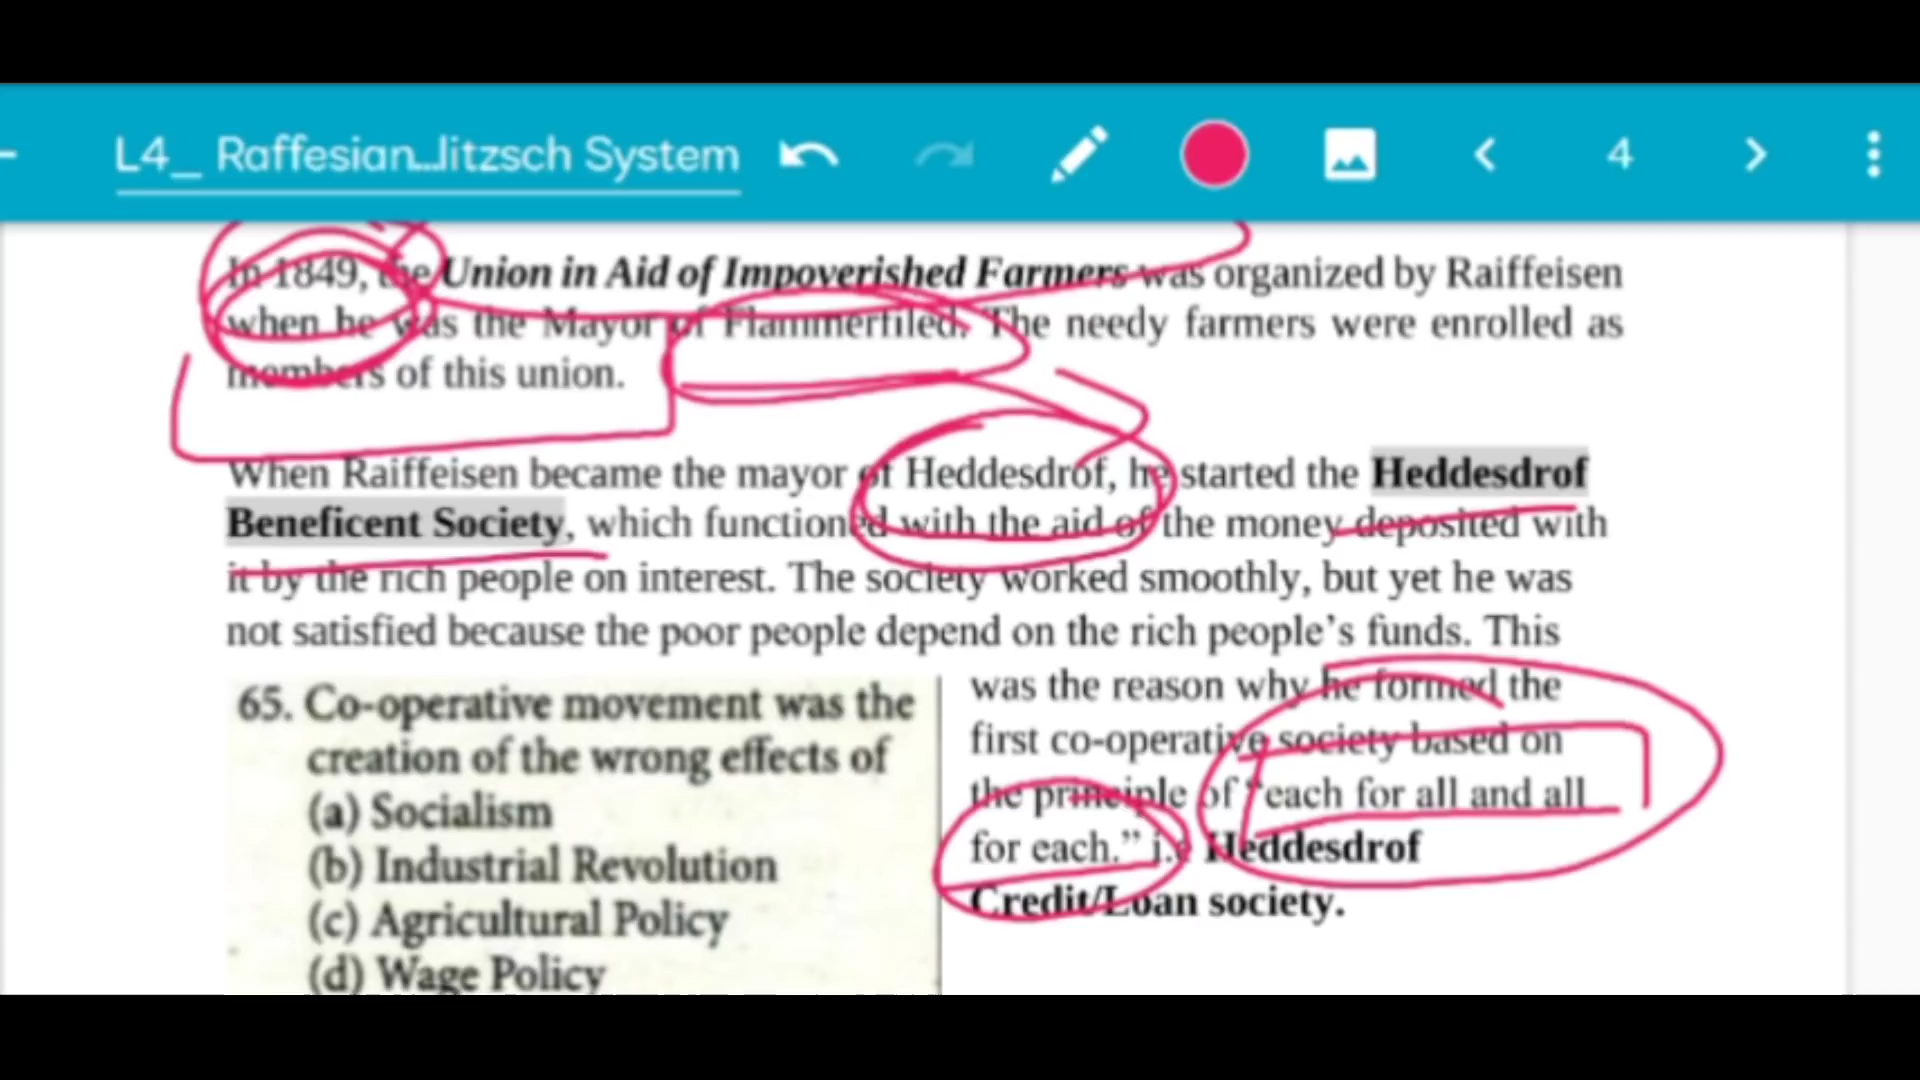 L4_ Raffesian...litzsch System
4
In 1849, the Union in Aid of Impoverished Farmers was organized by Raiffeisen
when he was the Mayor of Flammerfiled. The needy farmers were enrolled as
members of this union.
When Raiffeisen became the mayor of Heddesdrof, he started the Heddesdrof
Beneficent Society, which functioned with the aid of the money deposited with
it by the rich people on interest. The society worked smoothly, but yet he was
not satisfied because the poor people depend on the rich people’s funds. This
was the reason why he formed the
first co-operative society based on
the principle of “each for all and all
for each.” i.e Heddesdrof
Credit/Loan society.
65. Co-operative movement was the
creation of the wrong effects of
(a) Socialism
(b) Industrial Revolution
(c) Agricultural Policy
(d) Wage Policy